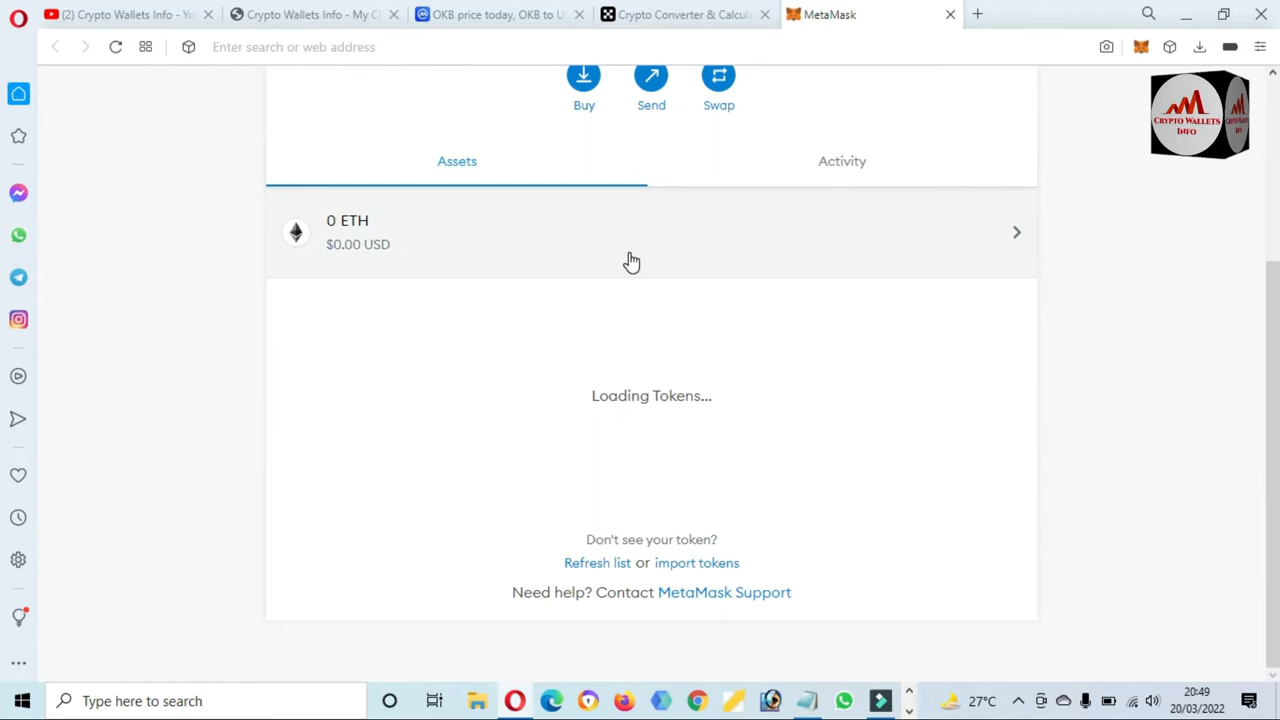 (2) Crypto Wallets Info - Yo
Crypto Wallets Info - My C
OKB price today, OKB to U
Crypto Converter & Calcula
MetaMask
Enter search or web address
CRYPTO WALLETS
INFO
Buy
Send
Swap
Assets
Activity
0 ETH
$0.00 USD
Loading Tokens...
Don't see your token?
Refresh list or import tokens
Need help? Contact MetaMask Support
Type here to search
27°C
20:49
20/03/2022